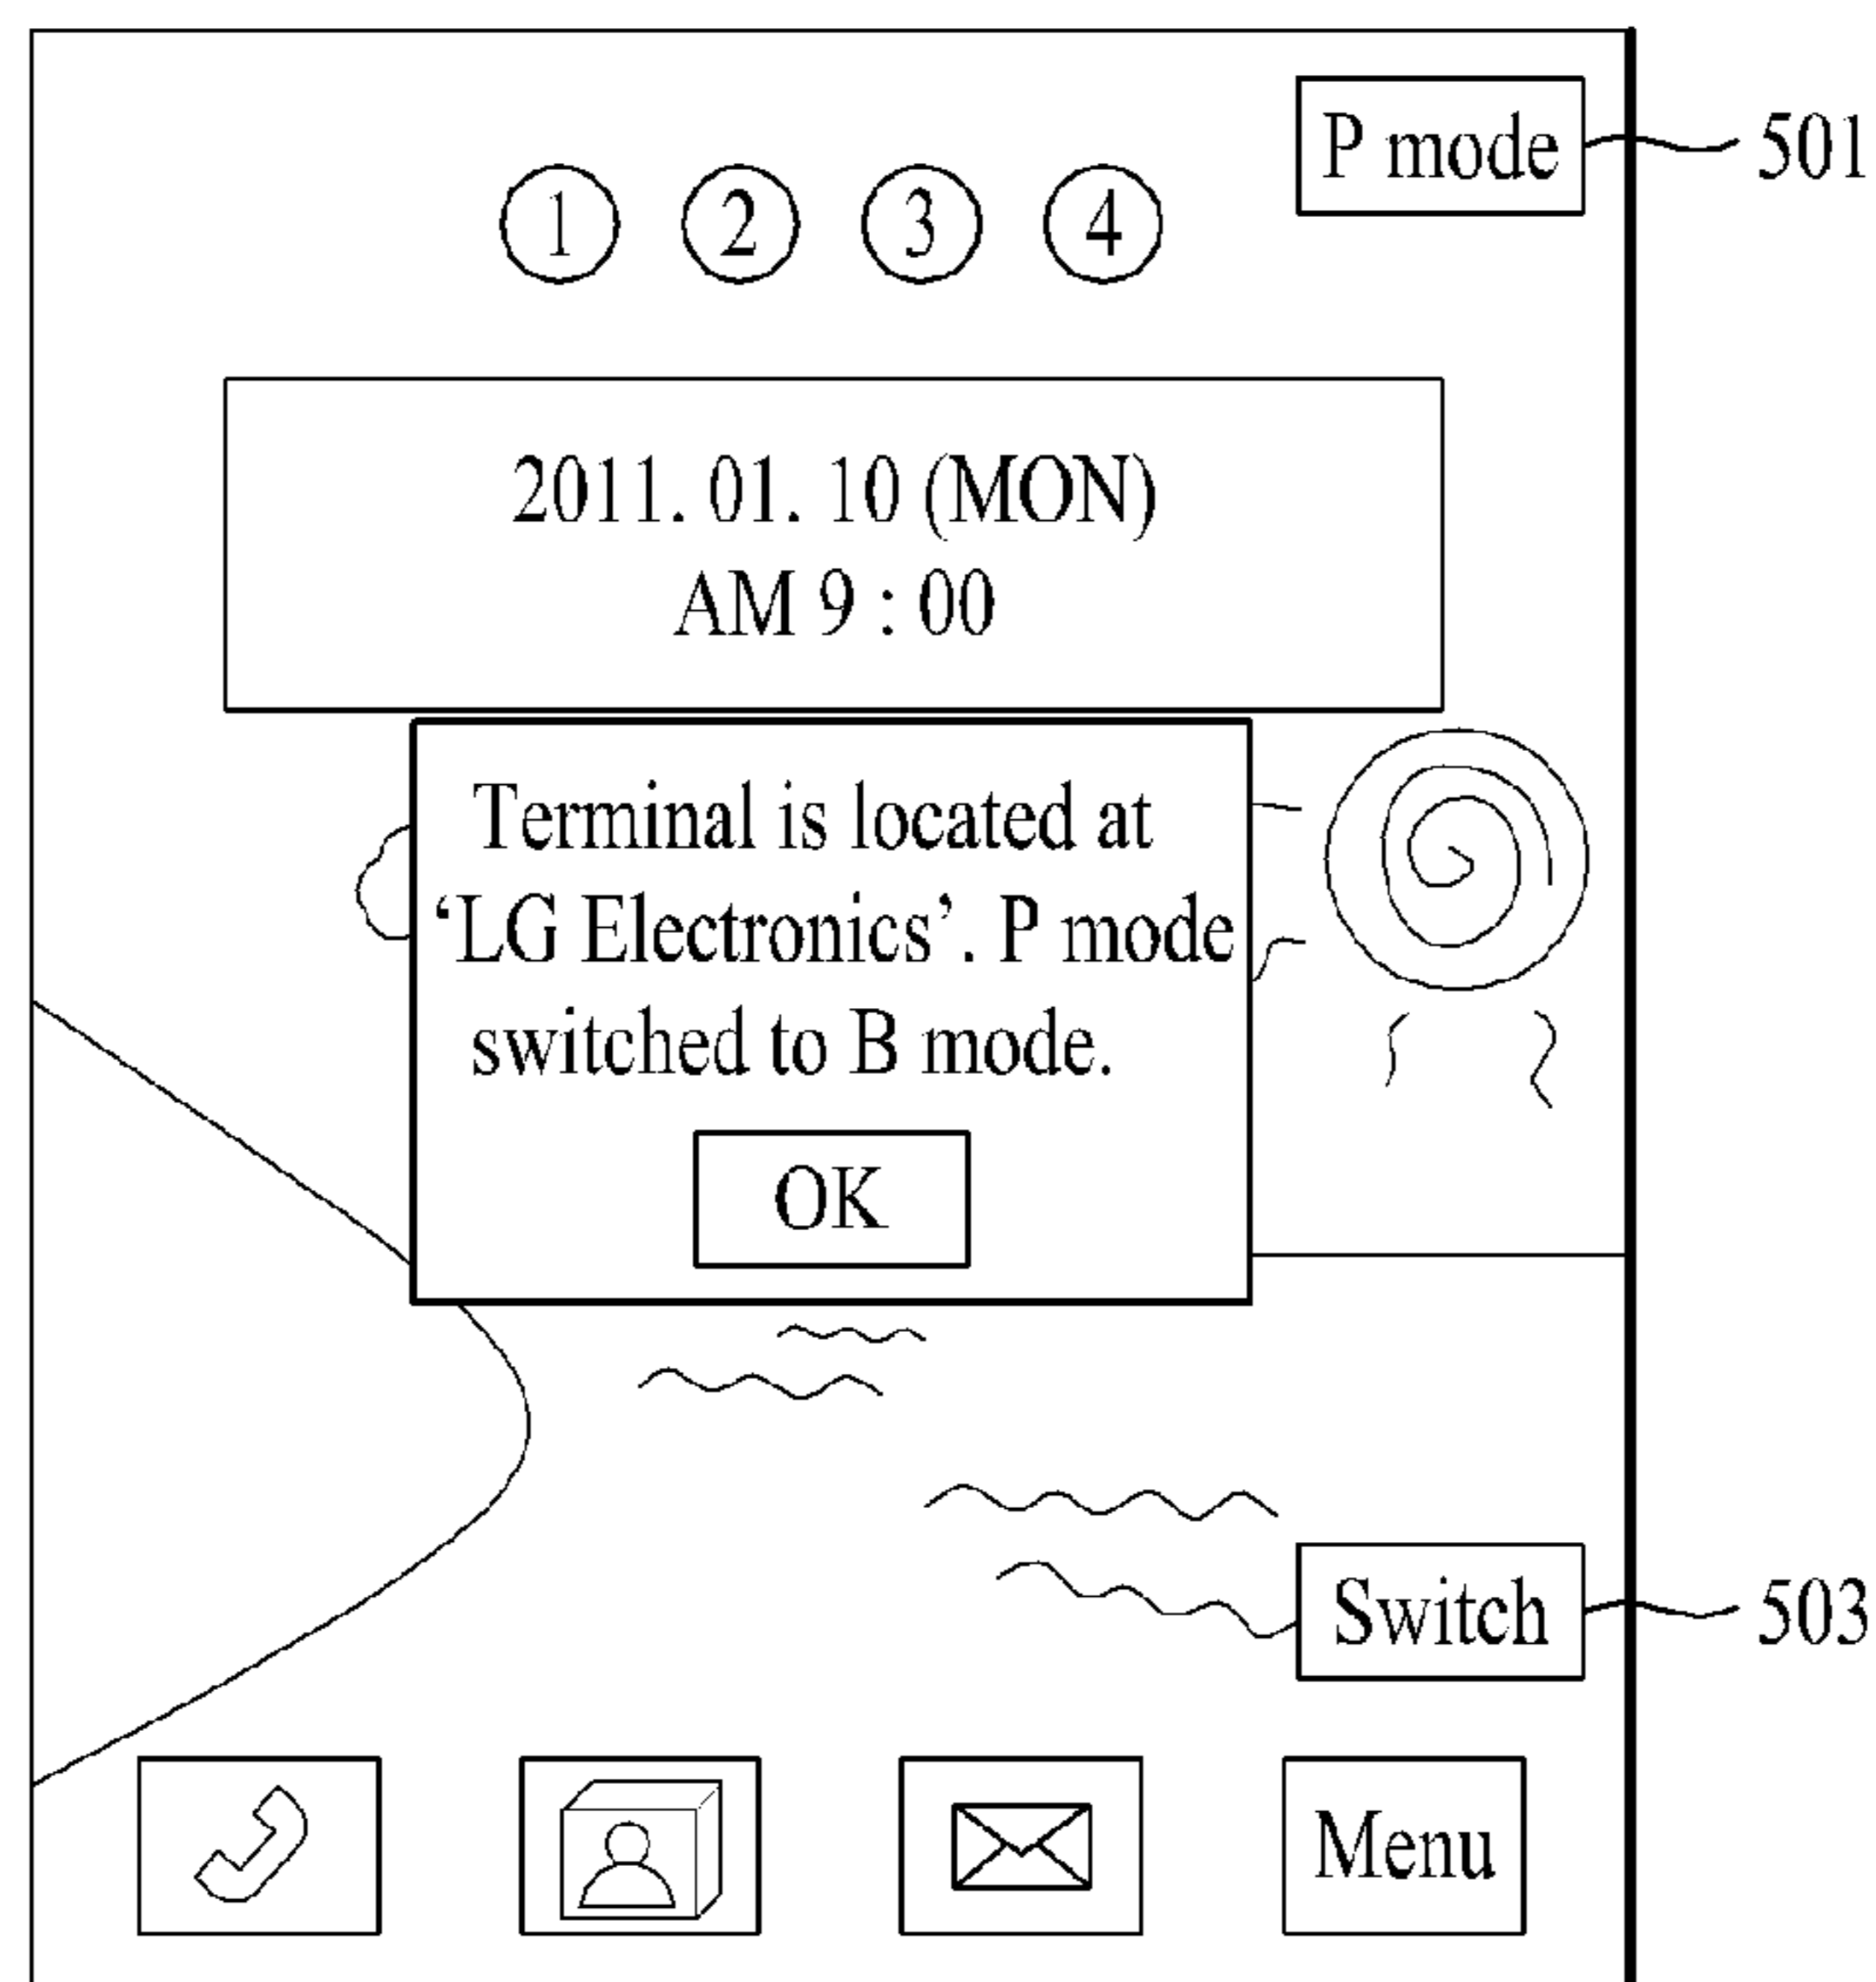 P mode
501
1 2 3 4
2011. 01. 10 (MON)
AM 9 : 00
Terminal is located at
‘LG Electronics’. P mode
switched to B mode.
OK
Switch
503
Menu